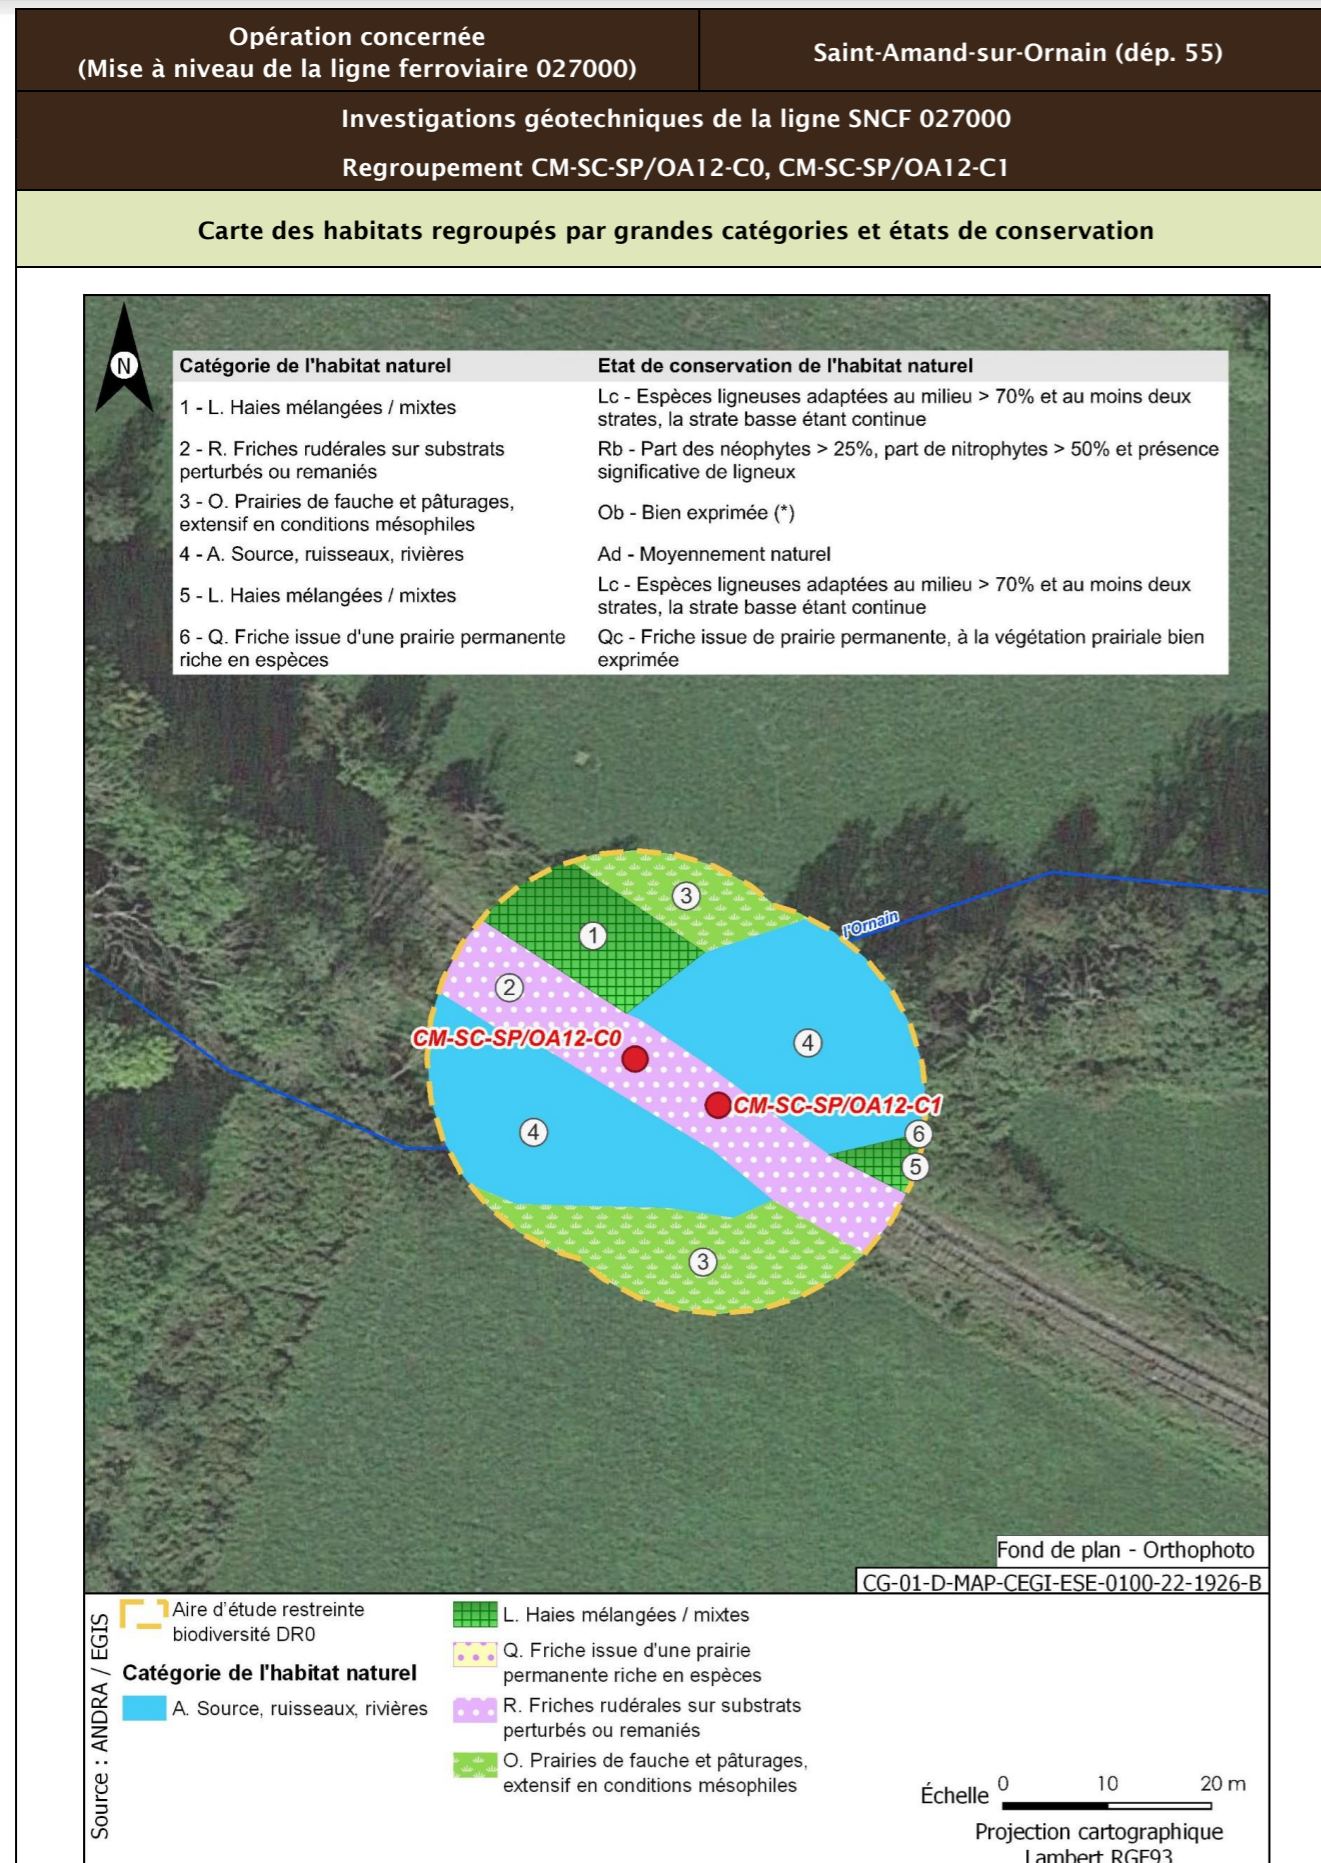 Opération concernée
(Mise à niveau de la ligne ferroviaire 027000)
Saint-Amand-sur-Ornain (dép. 55)
Investigations géotechniques de la ligne SNCF 027000
Regroupement CM-SC-SP/OA12-C0, CM-SC-SP/OA12-C1
Carte des habitats regroupés par grandes catégories et états de conservation
N
Catégorie de l'habitat naturel
Etat de conservation de l'habitat naturel
1 - L. Haies mélangées / mixtes
Lc - Espèces ligneuses adaptées au milieu > 70% et au moins deux
strates, la strate basse étant continue
2 - R. Friches rudérales sur substrats
perturbés ou remaniés
Rb - Part des néophytes > 25%, part de nitrophytes > 50% et présence
significative de ligneux
3 - O. Prairies de fauche et pâturages,
extensif en conditions mésophiles
Ob - Bien exprimée (*)
4 - A. Source, ruisseaux, rivières
Ad - Moyennement naturel
5 - L. Haies mélangées / mixtes
Lc - Espèces ligneuses adaptées au milieu > 70% et au moins deux
strates, la strate basse étant continue
6 - Q. Friche issue d'une prairie permanente
riche en espèces
Qc - Friche issue de prairie permanente, à la végétation prairiale bien
exprimée
3
l'Ornain
1
2
CM-SC-SP/OA12-C0
4
CM-SC-SP/OA12-C1
4
6
5
3
Fond de plan - Orthophoto
CG-01-D-MAP-CEGI-ESE-0100-22-1926-B
Source : ANDRA / EGIS
Aire d'étude restreinte
biodiversité DR0
Catégorie de l'habitat naturel
A. Source, ruisseaux, rivières
L. Haies mélangées / mixtes
Q. Friche issue d'une prairie
permanente riche en espèces
R. Friches rudérales sur substrats
perturbés ou remaniés
O. Prairies de fauche et pâturages,
extensif en conditions mésophiles
Échelle 0 10 20 m
Projection cartographique
Lambert RGF93